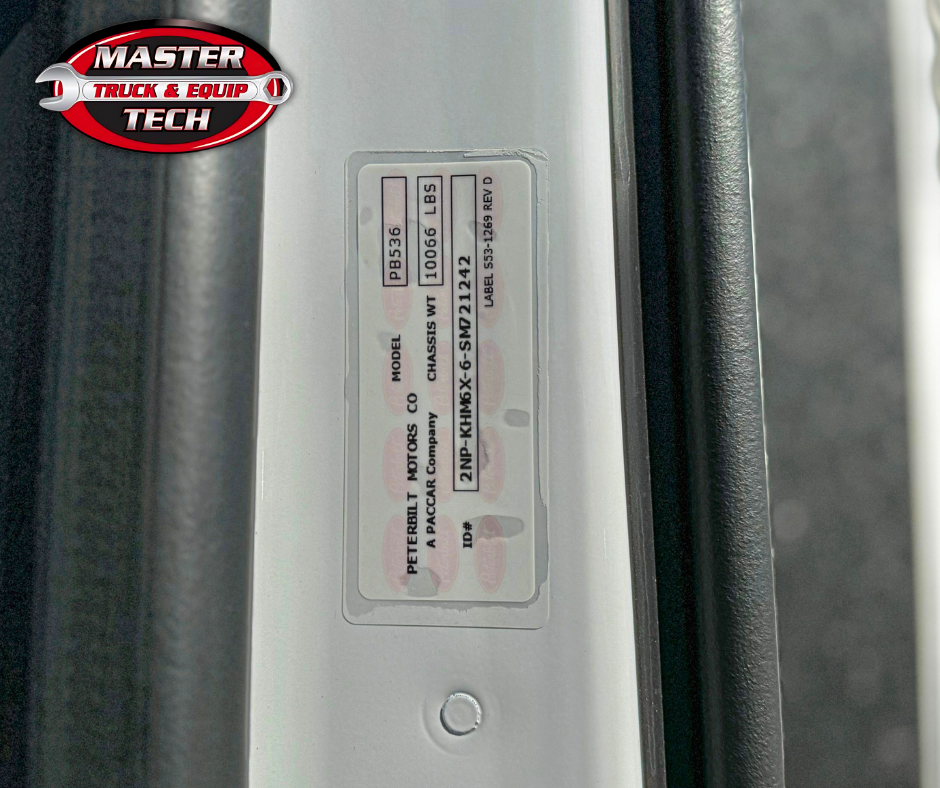 MASTER
TRUCK & EQUIP
TECH
PETERBILT MOTORS CO MODEL PB536
A PACCAR Company CHASSIS WT 10066 LBS
ID# 2NP-KHM6X-6-SM721242
LABEL S53-1269 REV D